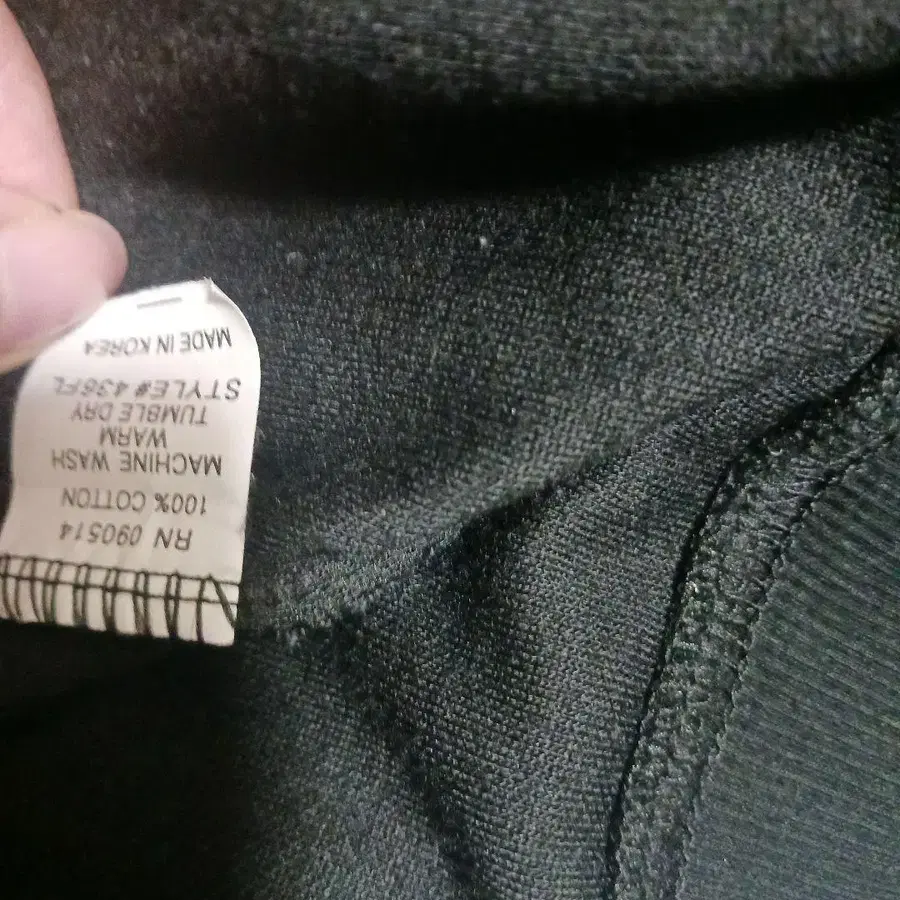 RN 090514
100% COTTON
MACHINE WASH
WARM
TUMBLE DRY
STYLE# 436FL
MADE IN KOREA